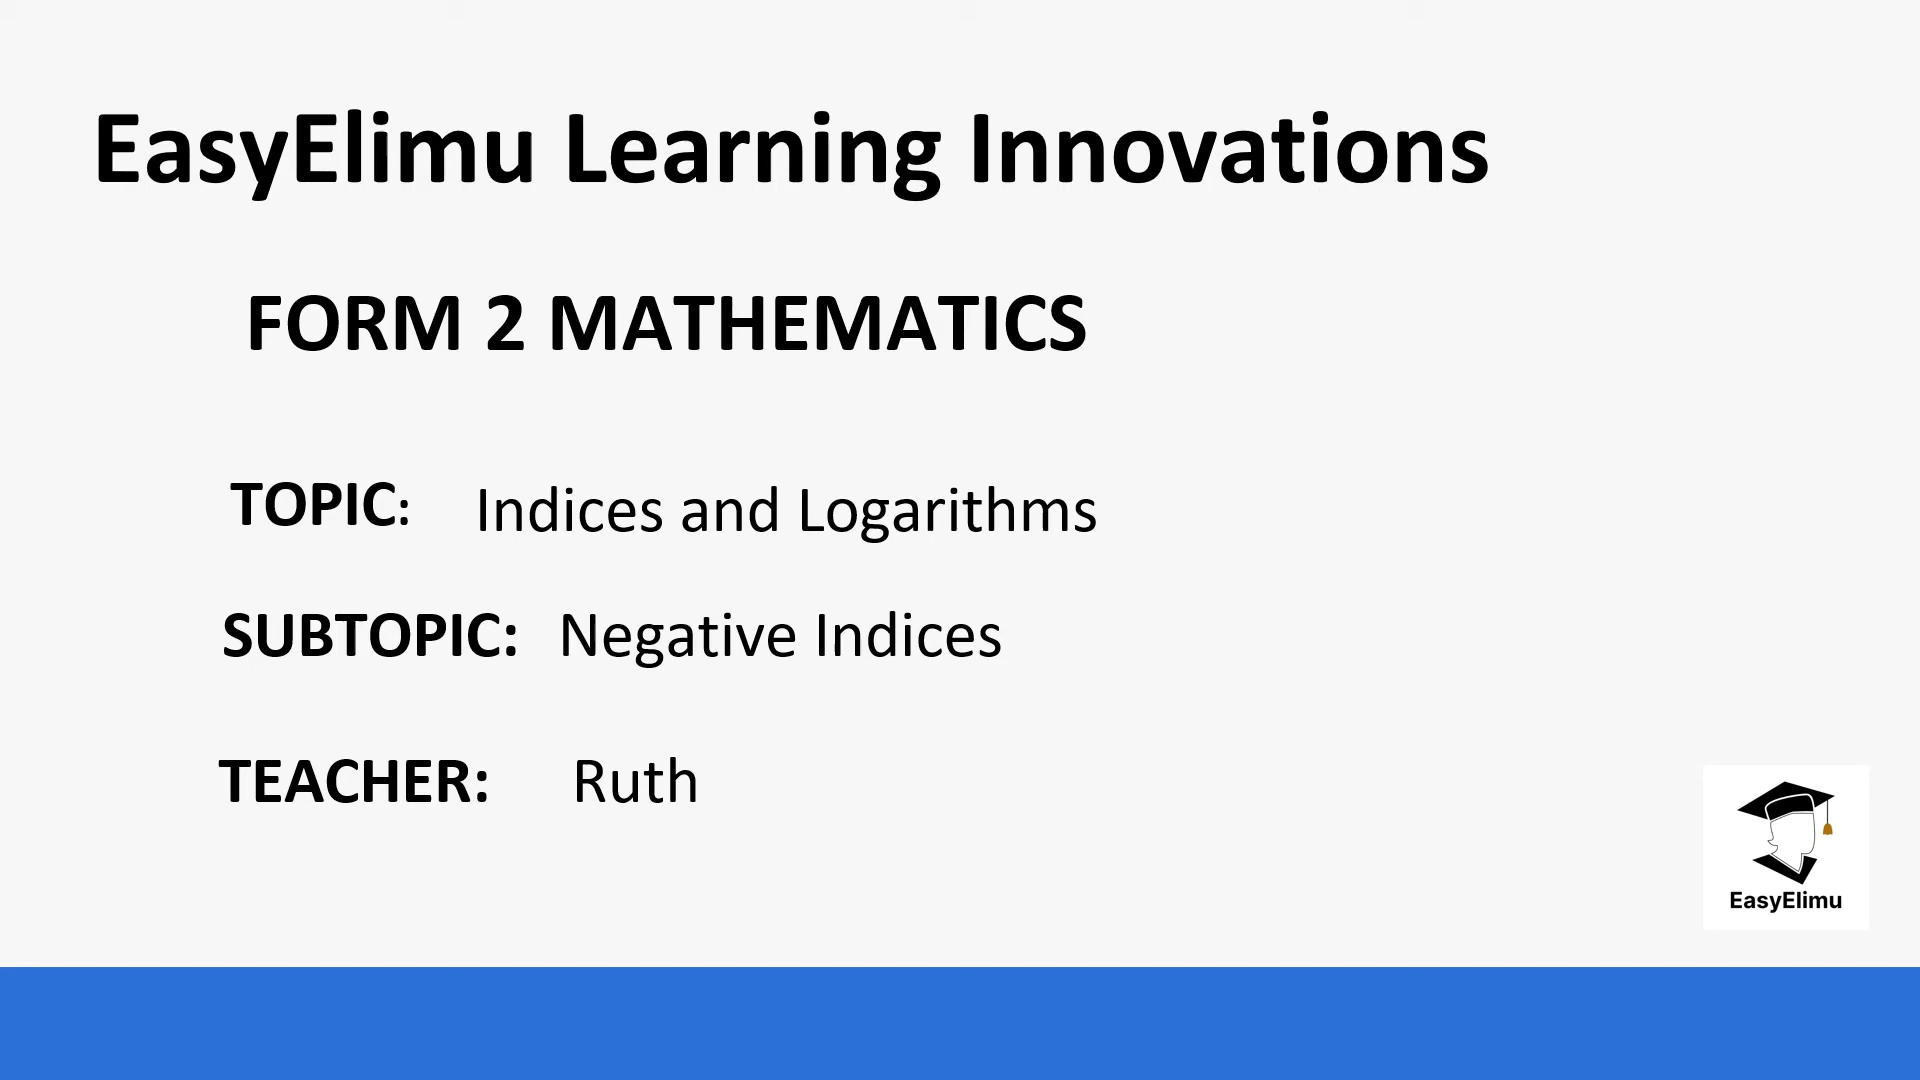 EasyElimu Learning Innovations
FORM 2 MATHEMATICS
TOPIC: Indices and Logarithms
SUBTOPIC: Negative Indices
TEACHER: Ruth
EasyElimu